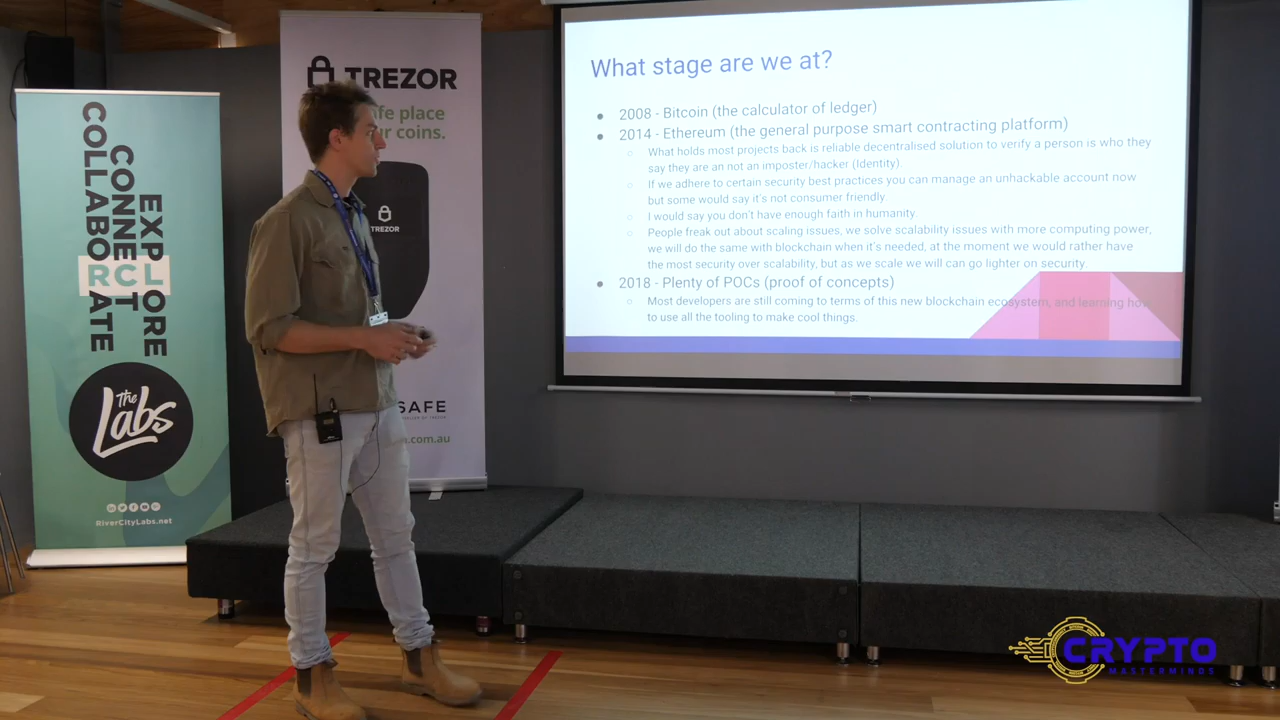 COLLABORATE
CONNECT
EXPLORE
RCL
the
Labs
RiverCityLabs.net
TREZOR
fe place
ur coins.
TREZOR
SAFE
.com.au
What stage are we at?
2008 - Bitcoin (the calculator of ledger)
2014 - Ethereum (the general purpose smart contracting platform)
What holds most projects back is reliable decentralised solution to verify a person is who they
say they are an not an imposter/hacker (Identity).
If we adhere to certain security best practices you can manage an unhackable account now
but some would say it's not consumer friendly
I would say you don't have enough faith in humanity.
People freak out about scaling issues, we solve scalability issues with more computing power,
we will do the same with blockchain when it's needed, at the moment we would rather have
the most security over scalability, but as we scale we will can go lighter on security.
2018 - Plenty of POCs (proof of concepts)
Most developers are still coming to terms of this new blockchain ecosystem, and learning how
to use all the tooling to make cool things.
CRYPTO
MASTERMINDS